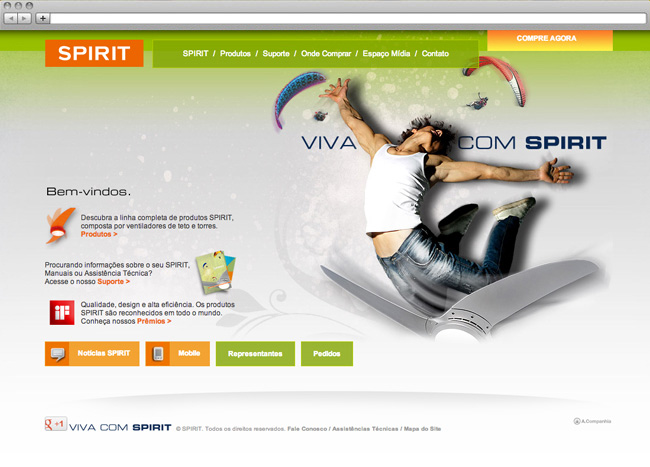 COMPRE AGORA
SPIRIT
SPIRIT / Produtos / Suporte / Onde Comprar / Espaço Mídia / Contato
VIVA COM SPIRIT
Bem-vindos.
Descubra a linha completa de produtos SPIRIT,
composta por ventiladores de teto e torres.
Produtos >
Procurando informações sobre o seu SPIRIT,
Manuais ou Assistência Técnica?
Acesse o nosso Suporte >
iF
Qualidade, design e alta eficiência. Os produtos
SPIRIT são reconhecidos em todo o mundo.
Conheça nossos Prêmios >
Notícias SPIRIT
Mobile
Representantes
Pedidos
g +1
VIVA COM SPIRIT
© SPIRIT. Todos os direitos reservados. Fale Conosco / Assistências Técnicas / Mapa do Site
A.Companhia